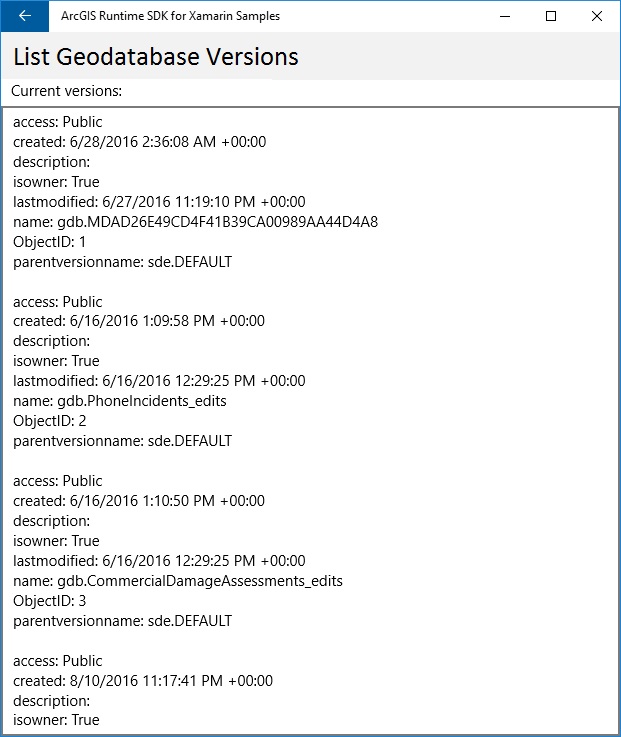 ArcGIS Runtime SDK for Xamarin Samples
List Geodatabase Versions
Current versions:
access: Public
created: 6/28/2016 2:36:08 AM +00:00
description:
isowner: True
lastmodified: 6/27/2016 11:19:10 PM +00:00
name: gdb.MDAD26E49CD4F41B39CA00989AA44D4A8
ObjectID: 1
parentversionname: sde.DEFAULT
access: Public
created: 6/16/2016 1:09:58 PM +00:00
description:
isowner: True
lastmodified: 6/16/2016 12:29:25 PM +00:00
name: gdb.PhoneIncidents_edits
ObjectID: 2
parentversionname: sde.DEFAULT
access: Public
created: 6/16/2016 1:10:50 PM +00:00
description:
isowner: True
lastmodified: 6/16/2016 12:29:25 PM +00:00
name: gdb.CommercialDamageAssessments_edits
ObjectID: 3
parentversionname: sde.DEFAULT
access: Public
created: 8/10/2016 11:17:41 PM +00:00
description:
isowner: True